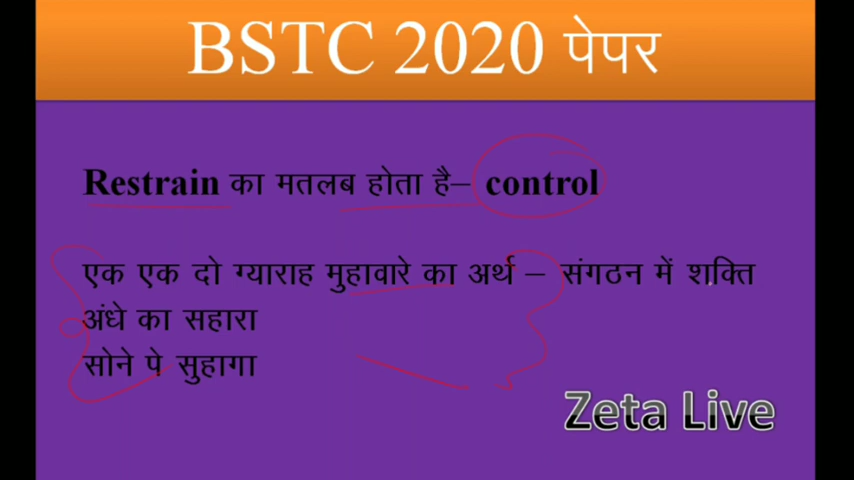 BSTC 2020 पेपर
Restrain का मतलब होता है– control
एक एक दो ग्याराह मुहावारे का अर्थ – संगठन में शक्ति
अंधे का सहारा
सोने पे सुहागा
Zeta Live